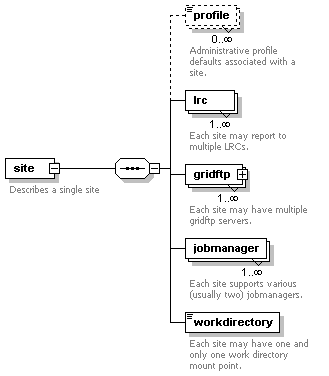 profile
0..∞
Administrative profile
defaults associated with a
site.
lrc
1..∞
Each site may report to
multiple LRCs.
site
Describes a single site
gridftp
1..∞
Each site may have multiple
gridftp servers.
jobmanager
1..∞
Each site supports various
(usually two) jobmanagers.
workdirectory
Each site may have one and
only one work directory
mount point.